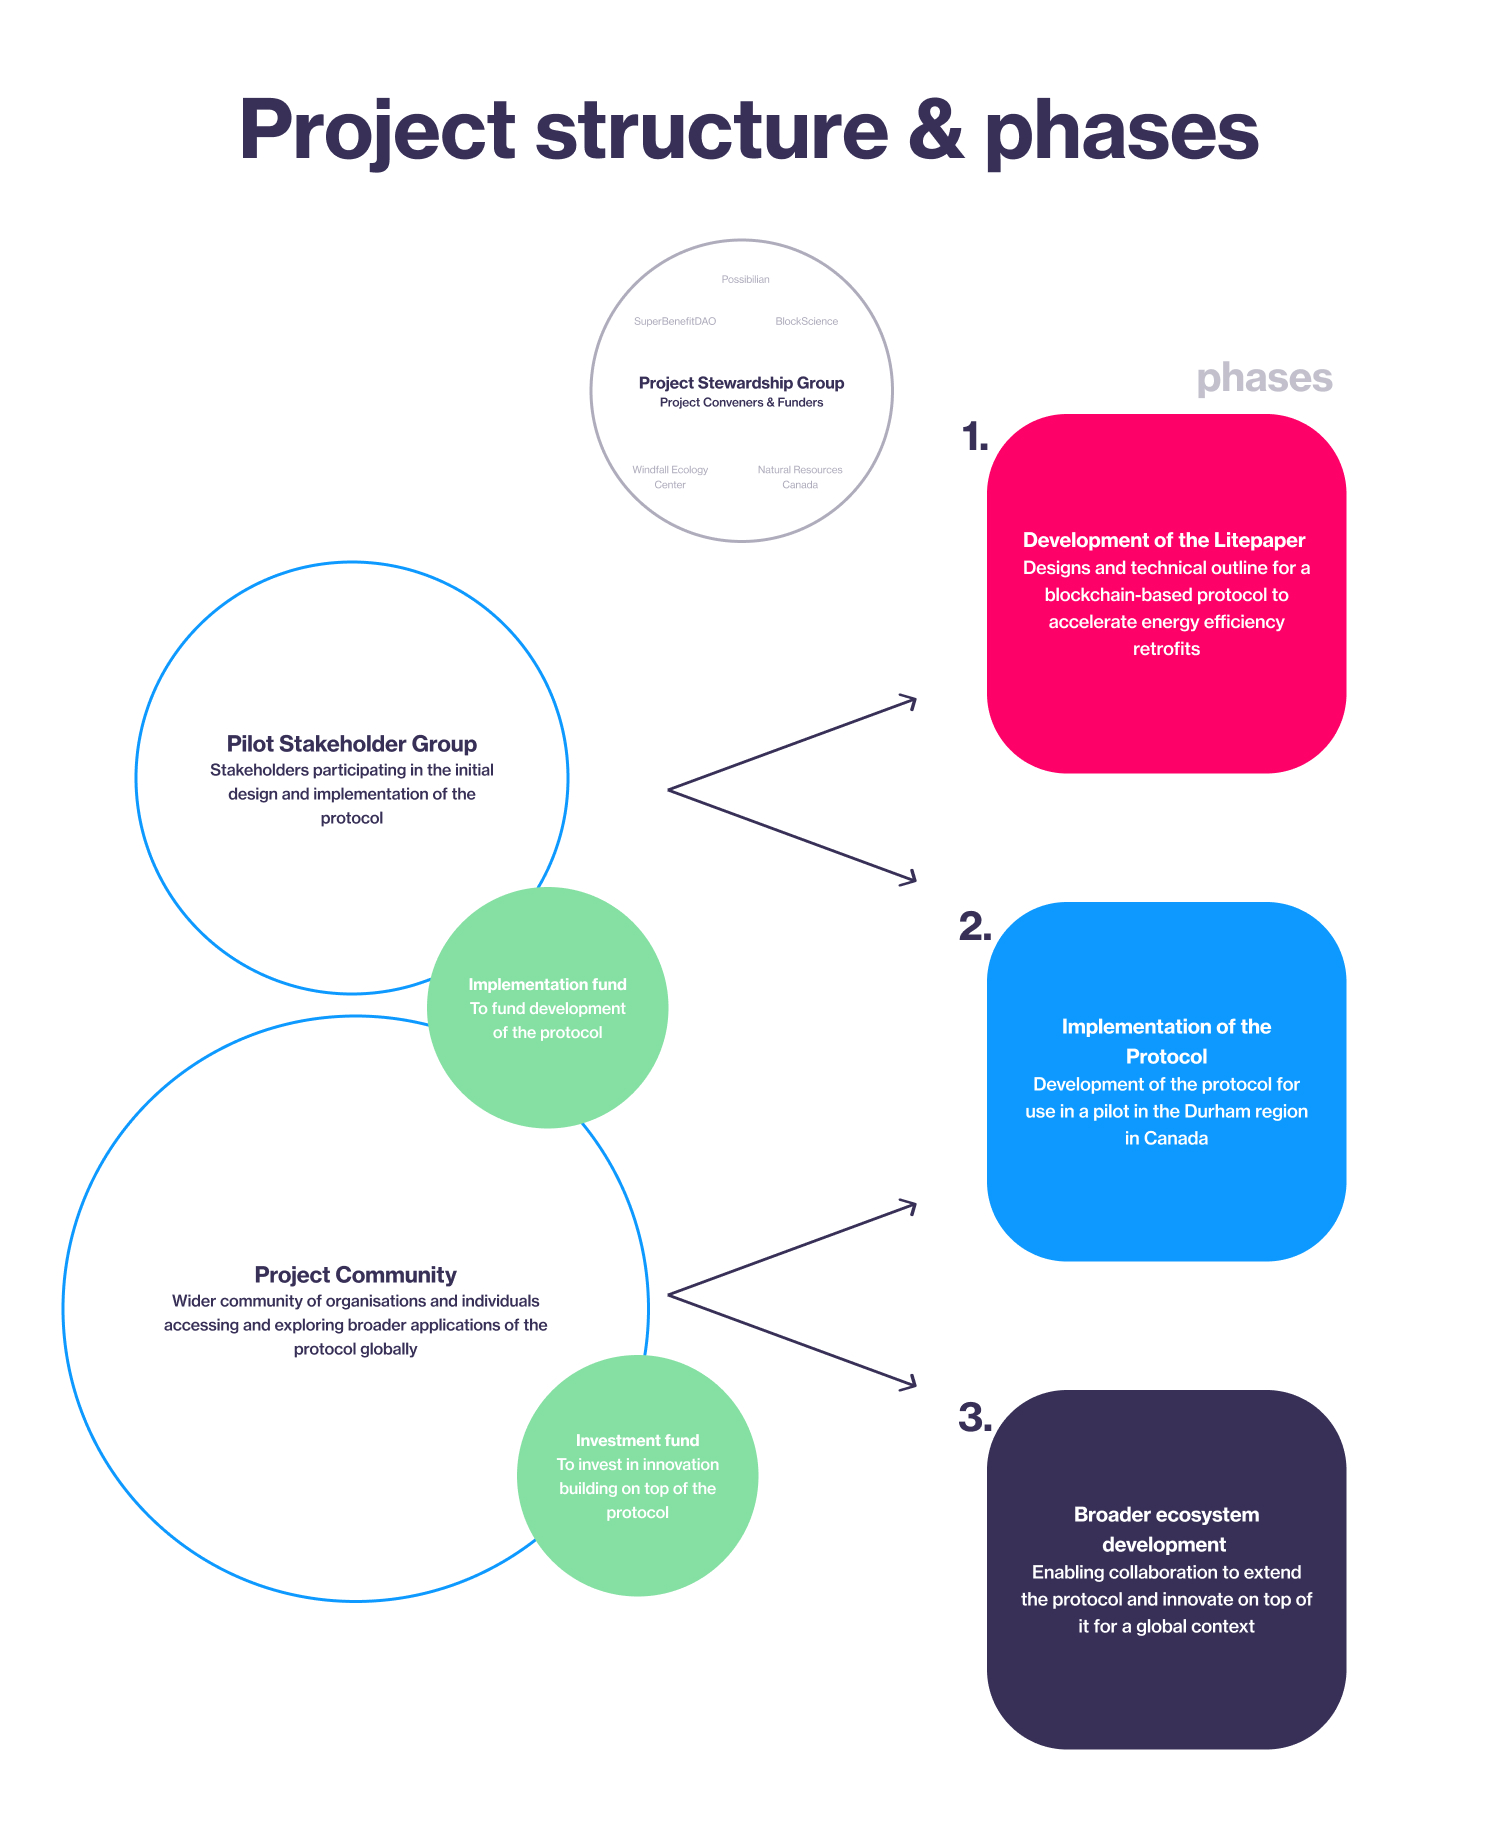 Project structure & phases
Possibilian
SuperBenefitDAO
BlockScience
Project Stewardship Group
Project Conveners & Funders
Windfall Ecology
Center
Natural Resources
Canada
phases
1.
Development of the Litepaper
Designs and technical outline for a
blockchain-based protocol to
accelerate energy efficiency
retrofits
Pilot Stakeholder Group
Stakeholders participating in the initial
design and implementation of the
protocol
Implementation fund
To fund development
of the protocol
2.
Implementation of the
Protocol
Development of the protocol for
use in a pilot in the Durham region
in Canada
Project Community
Wider community of organisations and individuals
accessing and exploring broader applications of the
protocol globally
Investment fund
To invest in innovation
building on top of the
protocol
3.
Broader ecosystem
development
Enabling collaboration to extend
the protocol and innovate on top of
it for a global context